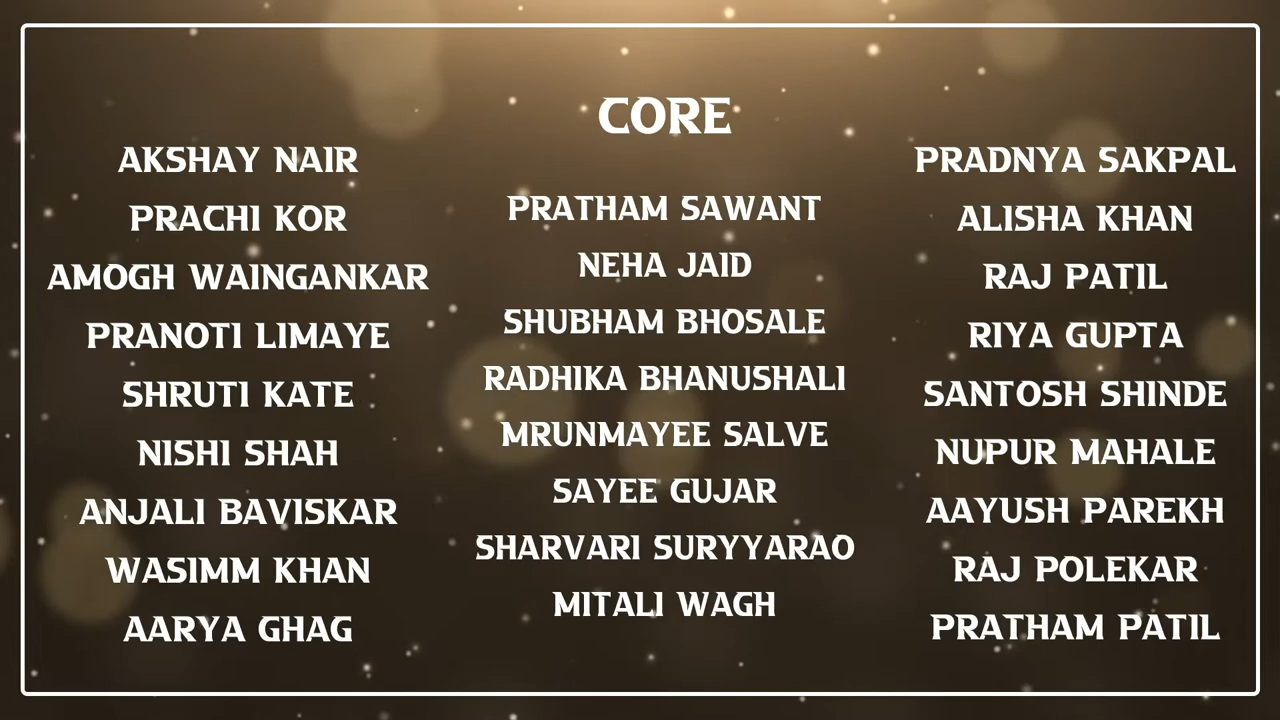 CORE
AKSHAY NAIR
PRACHI KOR
AMOGH WAINGANKAR
PRANOTI LIMAYE
SHRUTI KATE
NISHI SHAH
ANJALI BAVISKAR
WASIMM KHAN
AARYA GHAG
PRATHAM SAWANT
NEHA JAID
SHUBHAM BHOSALE
RADHIKA BHANUSHALI
MRUNMAYEE SALVE
SAYEE GUJAR
SHARVARI SURYYARAO
MITALI WAGH
PRADNYA SAKPAL
ALISHA KHAN
RAJ PATIL
RIYA GUPTA
SANTOSH SHINDE
NUPUR MAHALE
AAYUSH PAREKH
RAJ POLEKAR
PRATHAM PATIL